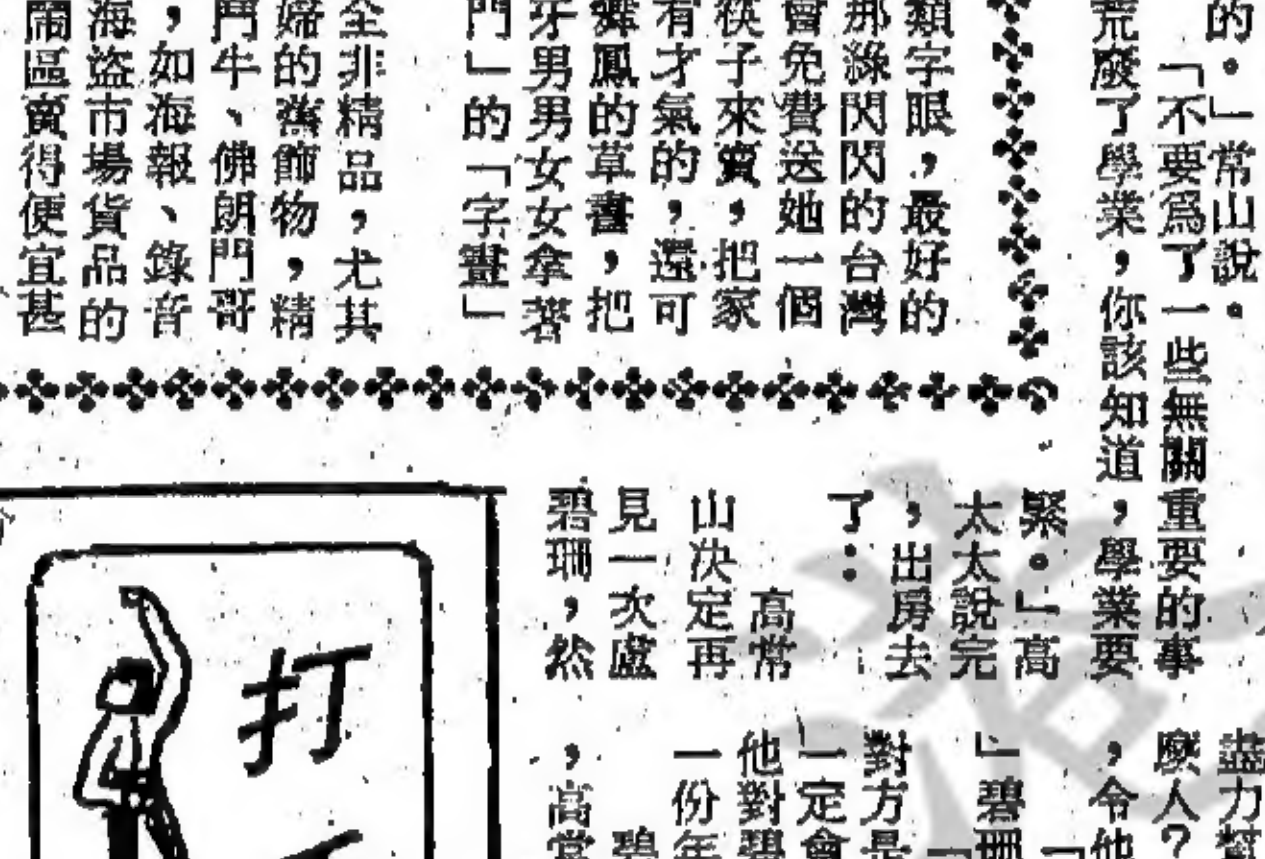 的。」常山說。
「不要爲了一些無關重要的事
荒廢了學業,你該知道,學業要
緊。」高
太太說完
,出房去
了:
高常
山決定再
見一次盧
碧珊,然
類字眼,最好的
那綠閃閃的台灣
會免費送她一個
筷子來賣,把家
有才氣的,還可
舞鳳的草書,把
牙男男女女拿著
門」的「字畫」
全非精品,尤其
婦的舊飾物,精
鬥牛、佛朗門哥
,如海報、錄音
海盜市場貨品的
鬧區賣得便宜甚
盡力幫
麼人?
,令他
「
」碧珊
對方是
一定會
他對碧
一份年
碧
,高常
打